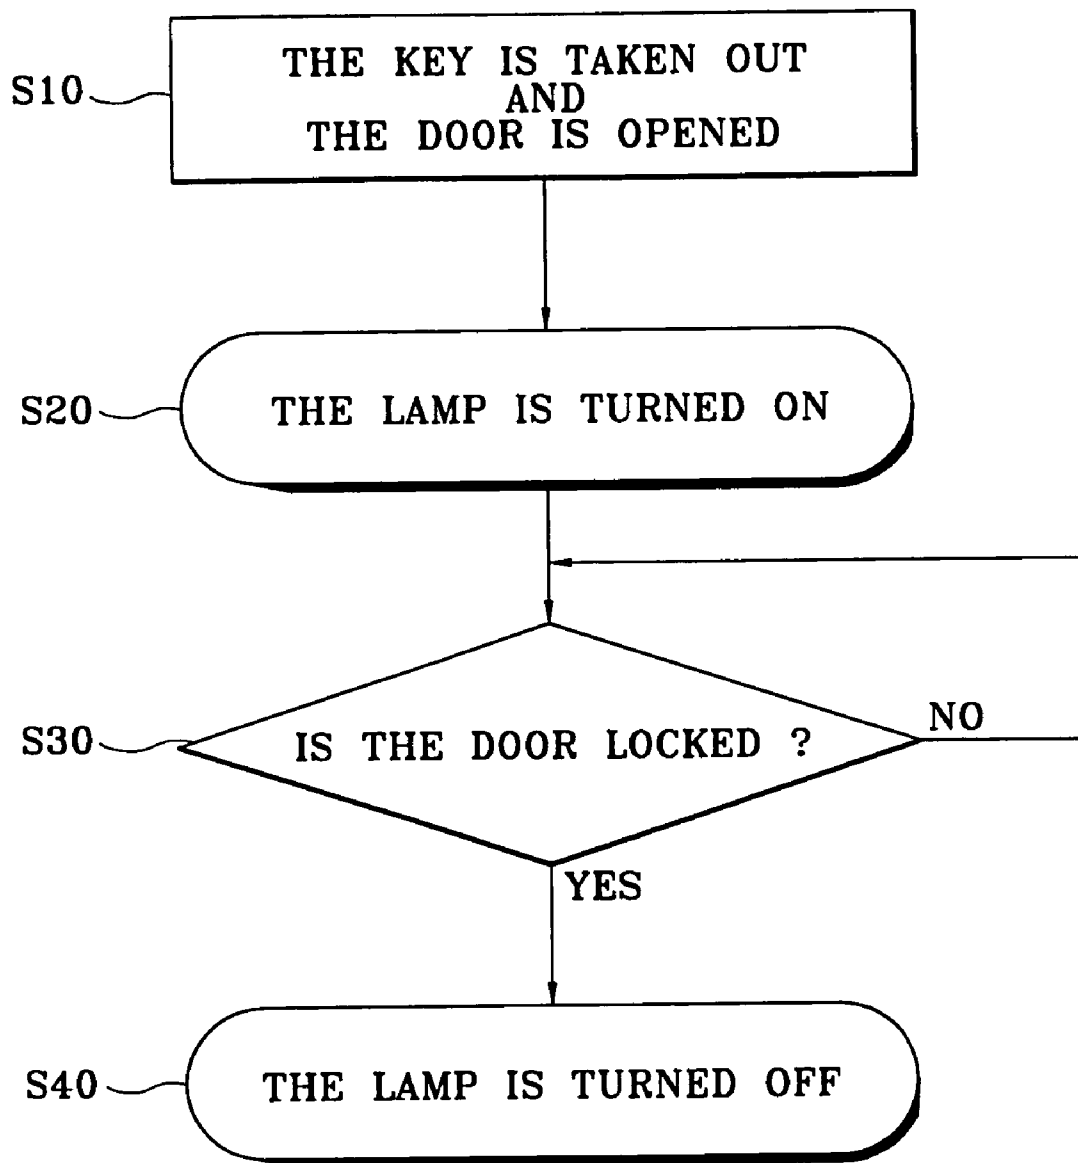 S10
THE KEY IS TAKEN OUT
AND
THE DOOR IS OPENED
S20
THE LAMP IS TURNED ON
S30
IS THE DOOR LOCKED ?
NO
YES
S40
THE LAMP IS TURNED OFF